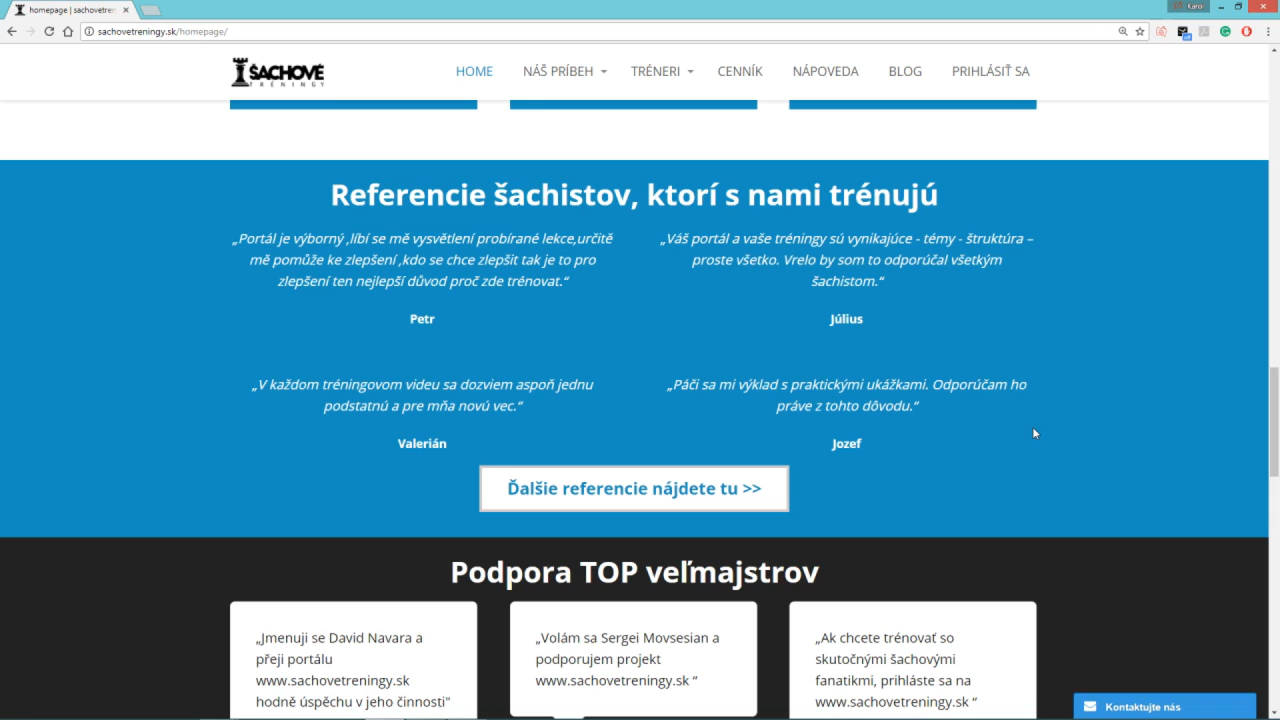 homepage | sachovetren
Karol
sachovetreningy.sk/homepage/
ŠACHOVÉ
TRÉNINGY
HOME
NÁŠ PRÍBEH
TRÉNERI
CENNÍK
NÁPOVEDA
BLOG
PRIHLÁSIŤ SA
Referencie šachistov, ktorí s nami trénujú
„Portál je výborný ,líbí se mě vysvětlení probírané lekce,určitě
mě pomůže ke zlepšení ,kdo se chce zlepšit tak je to pro
zlepšení ten nejlepší důvod proč zde trénovat.“
Petr
„Váš portál a vaše tréningy sú vynikajúce - témy - štruktúra –
proste všetko. Vrelo by som to odporúčal všetkým
šachistom.“
Július
„V každom tréningovom videu sa dozviem aspoň jednu
podstatnú a pre mňa novú vec.“
Valerián
„Páči sa mi výklad s praktickými ukážkami. Odporúčam ho
práve z tohto dôvodu.“
Jozef
Ďalšie referencie nájdete tu >>
Podpora TOP veľmajstrov
„Jmenuji se David Navara a
přeji portálu
www.sachovetreningy.sk
hodně úspěchu v jeho činnosti"
„Volám sa Sergei Movsesian a
podporujem projekt
www.sachovetreningy.sk “
„Ak chcete trénovať so
skutočnými šachovými
fanatikmi, prihláste sa na
www.sachovetreningy.sk “
Kontaktujte nás